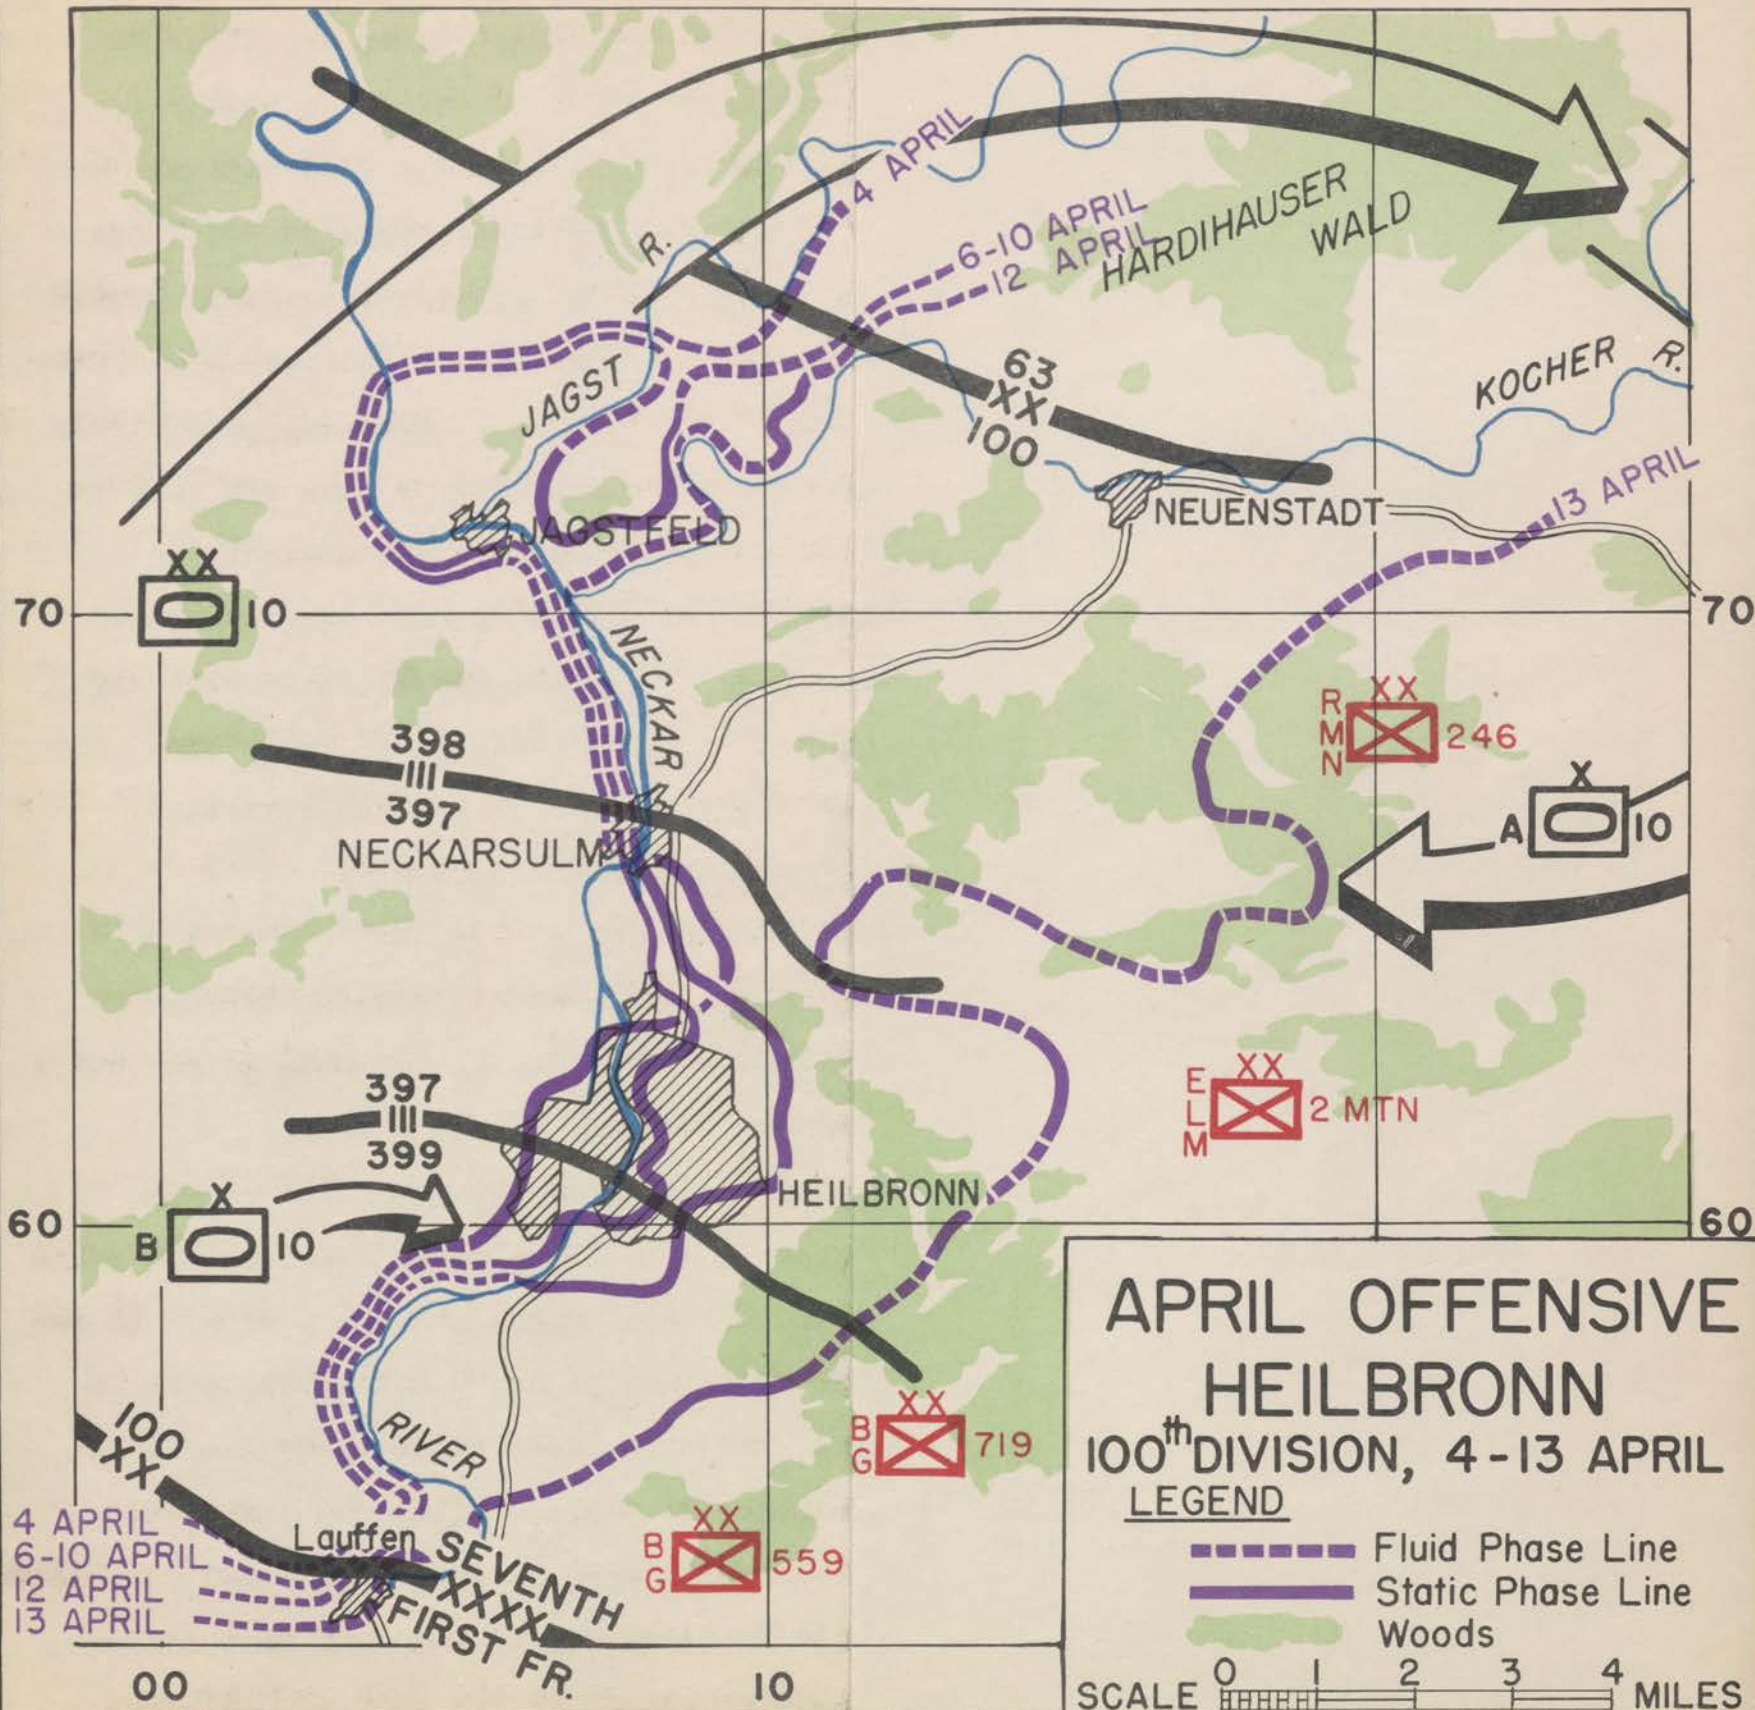 4 APRIL
6-10 APRIL
12 APRIL
HARDIHAUSER
WALD
R.
JAGST
63
XX
100
KOCHER R.
13 APRIL
JAGSTFELD
NEUENSTADT
XX
10
70
70
NECKAR
R
M
N
XX
246
398
III
397
NECKARSULM
X
A
10
E
L
M
XX
2 MTN
397
III
399
X
B
10
HEILBRONN
60
60
APRIL OFFENSIVE
HEILBRONN
100th DIVISION, 4-13 APRIL
LEGEND
Fluid Phase Line
Static Phase Line
Woods
SCALE 0 1 2 3 4 MILES
B
G
XX
719
RIVER
100
XX
4 APRIL
6-10 APRIL
12 APRIL
13 APRIL
Lauffen
SEVENTH
XXXX
FIRST FR.
B
G
XX
559
00
10